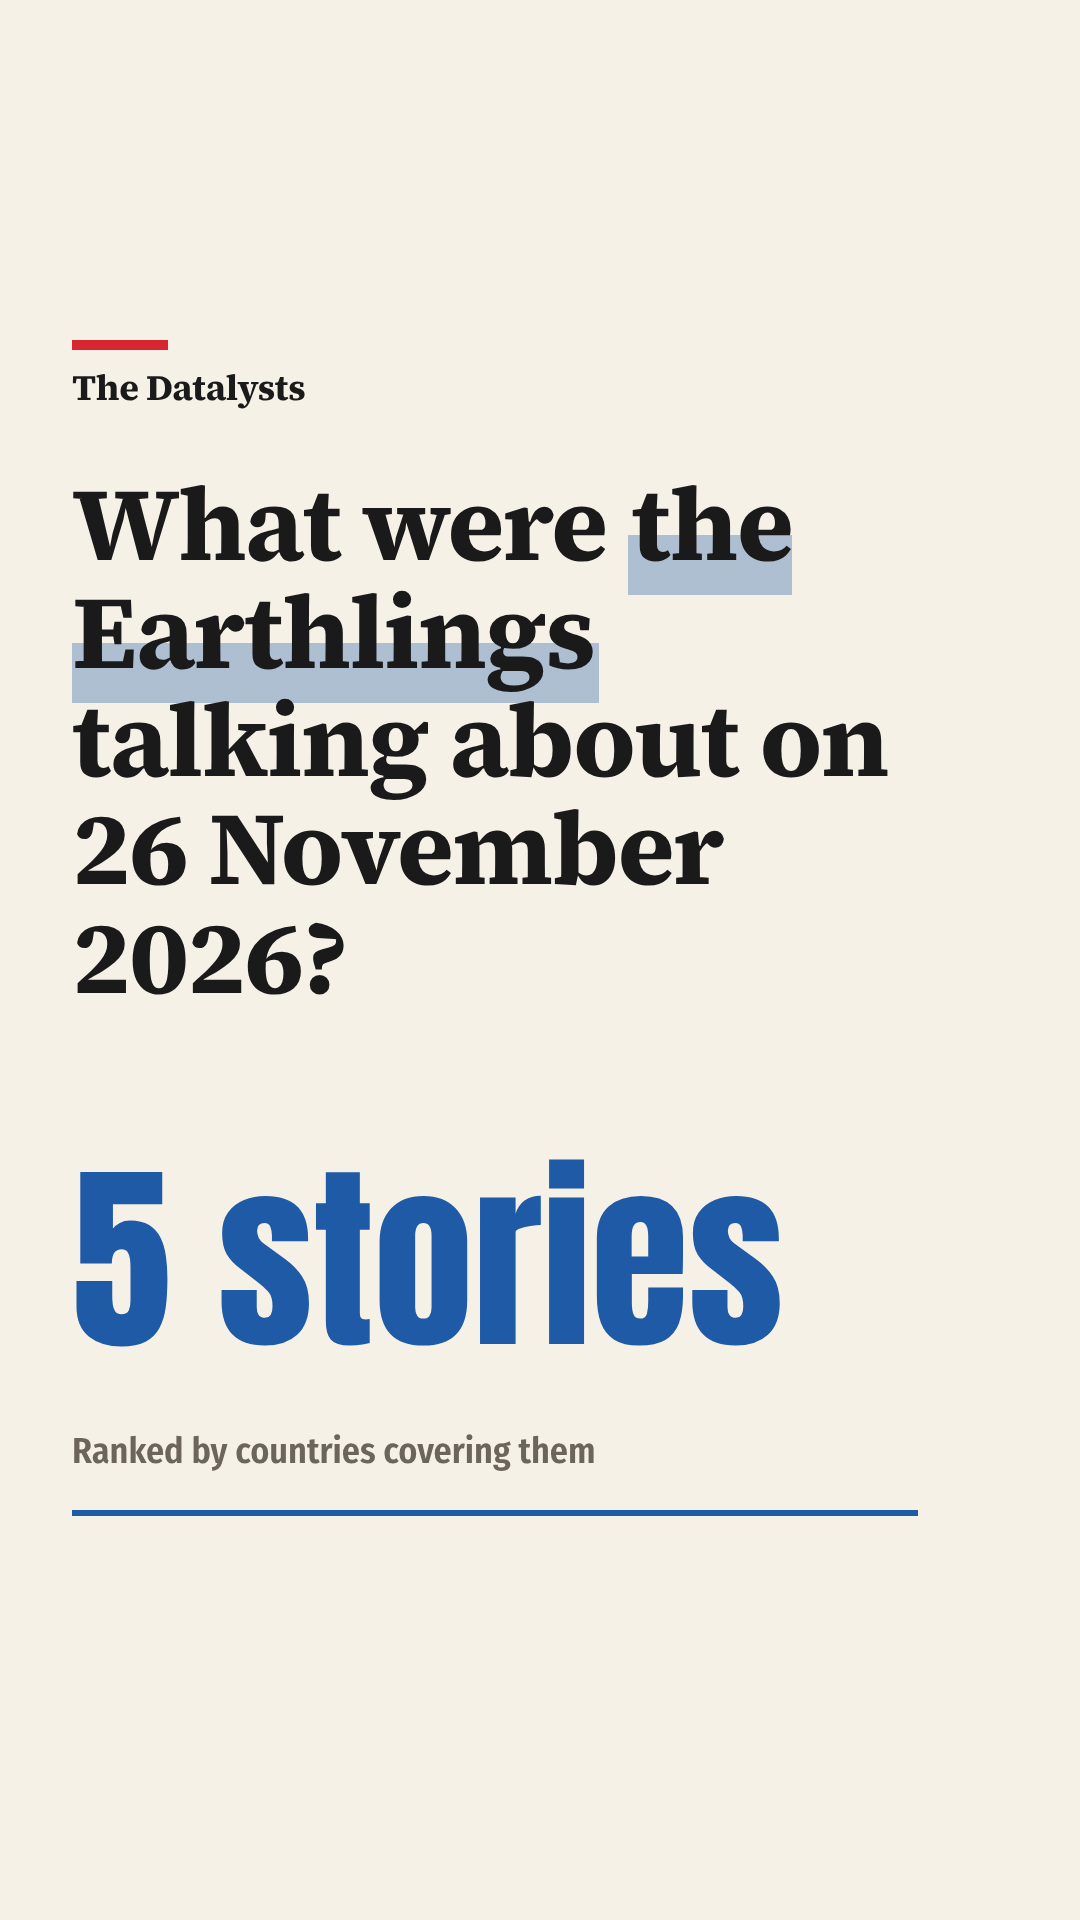 The Datalysts
What were the
Earthlings
talking about on
26 November
2026?
5 stories
Ranked by countries covering them